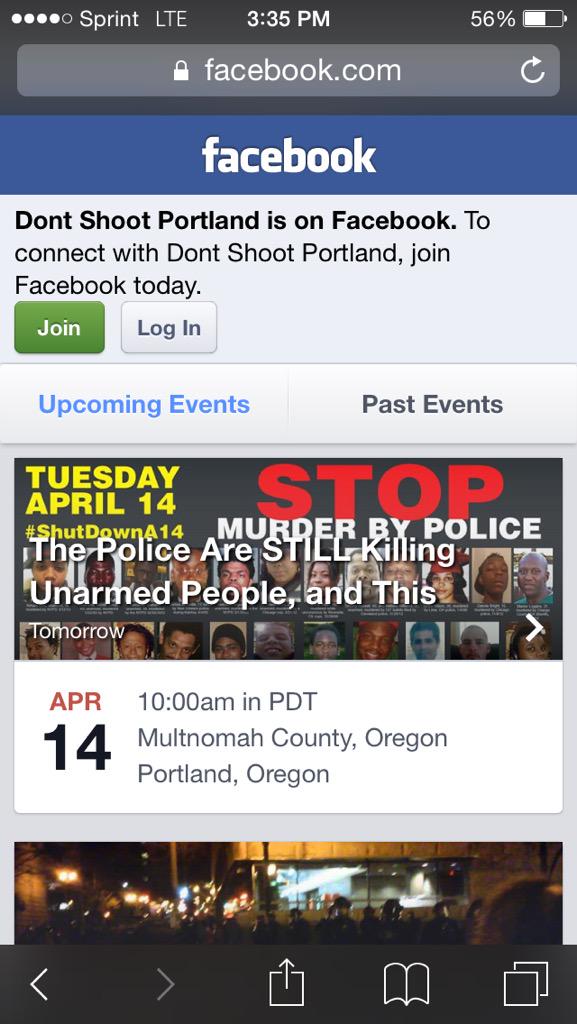 Sprint LTE 3:35 PM 56%
facebook.com
facebook
Dont Shoot Portland is on Facebook. To
connect with Dont Shoot Portland, join
Facebook today.
Join Log In
Upcoming Events Past Events
TUESDAY
APRIL 14
#ShutDownA14
STOP
MURDER BY POLICE
The Police Are STILL Killing
Unarmed People, and This
Tomorrow
APR
14
10:00am in PDT
Multnomah County, Oregon
Portland, Oregon